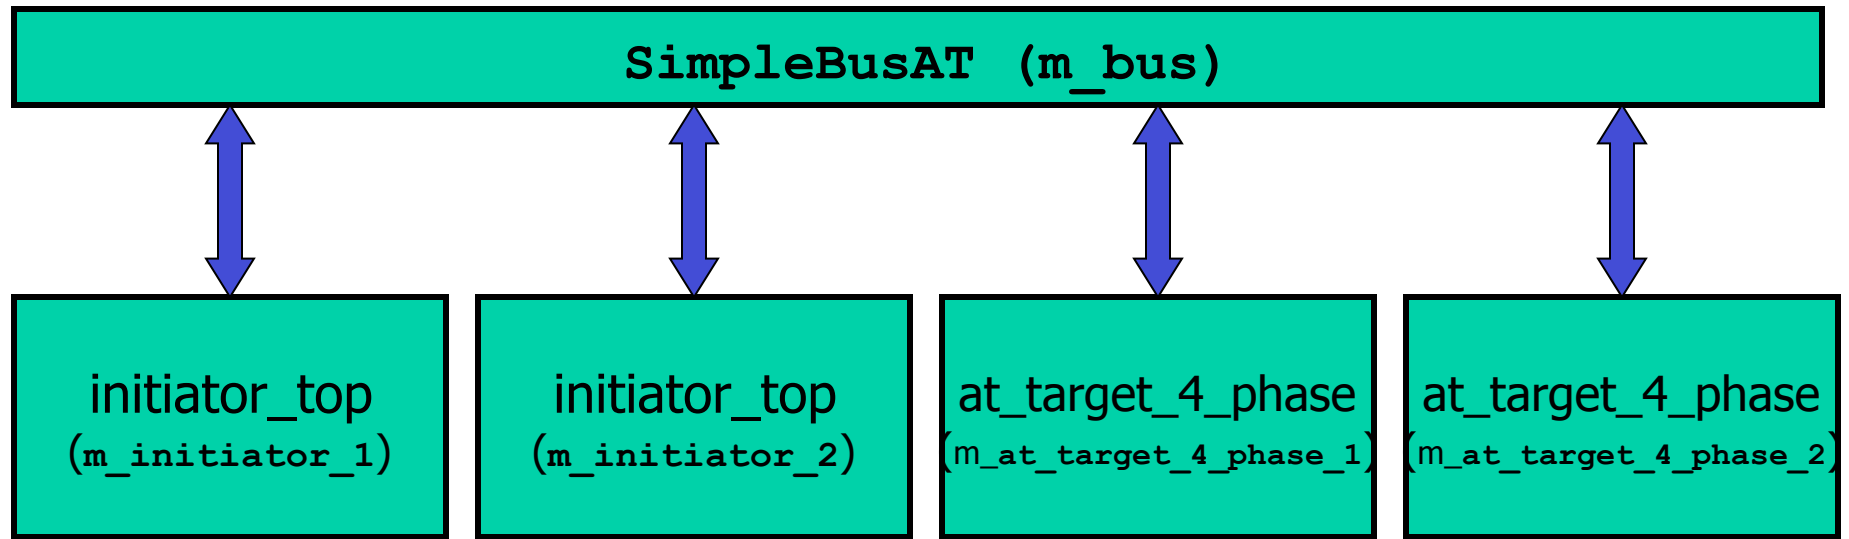 SimpleBusAT (m_bus)
initiator_top
(m_initiator_1)
initiator_top
(m_initiator_2)
at_target_4_phase
(m_at_target_4_phase_1)
at_target_4_phase
(m_at_target_4_phase_2)